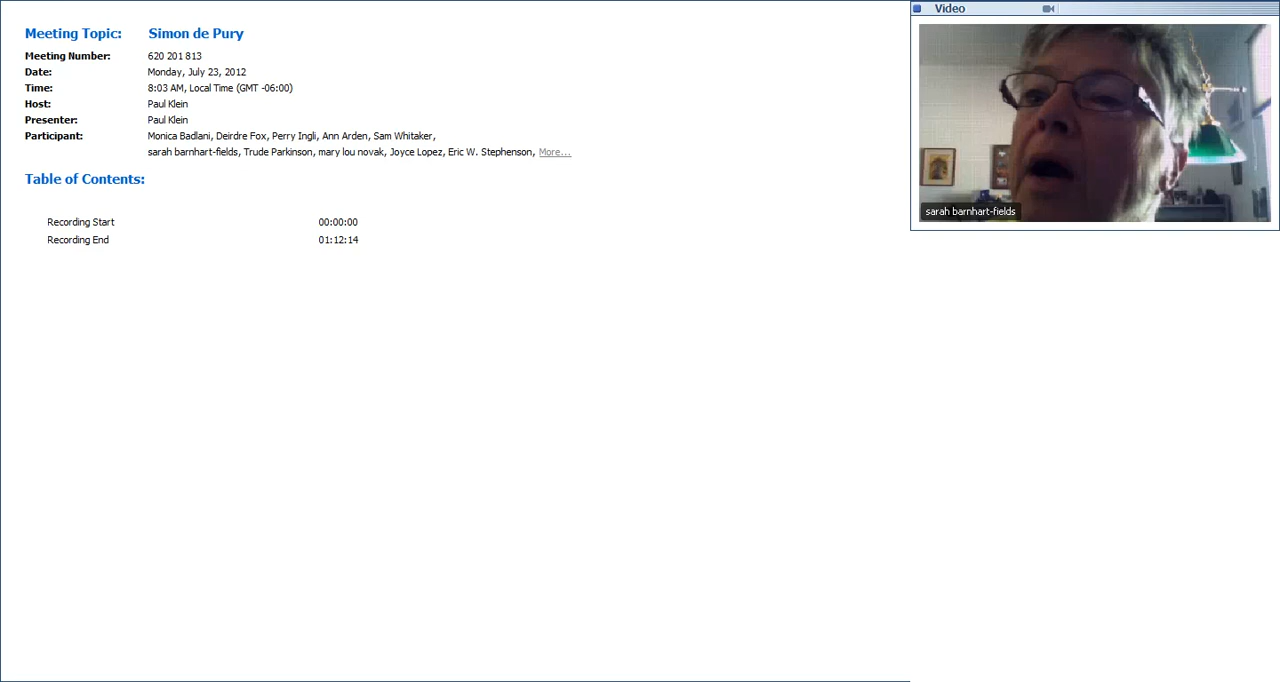 Meeting Topic: Simon de Pury
Meeting Number: 620 201 813
Date: Monday, July 23, 2012
Time: 8:03 AM, Local Time (GMT -06:00)
Host: Paul Klein
Presenter: Paul Klein
Participant: Monica Badlani, Deirdre Fox, Perry Ingli, Ann Arden, Sam Whitaker,
sarah barnhart-fields, Trude Parkinson, mary lou novak, Joyce Lopez, Eric W. Stephenson, More...
Table of Contents:
Recording Start 00:00:00
Recording End 01:12:14
Video
sarah barnhart-fields